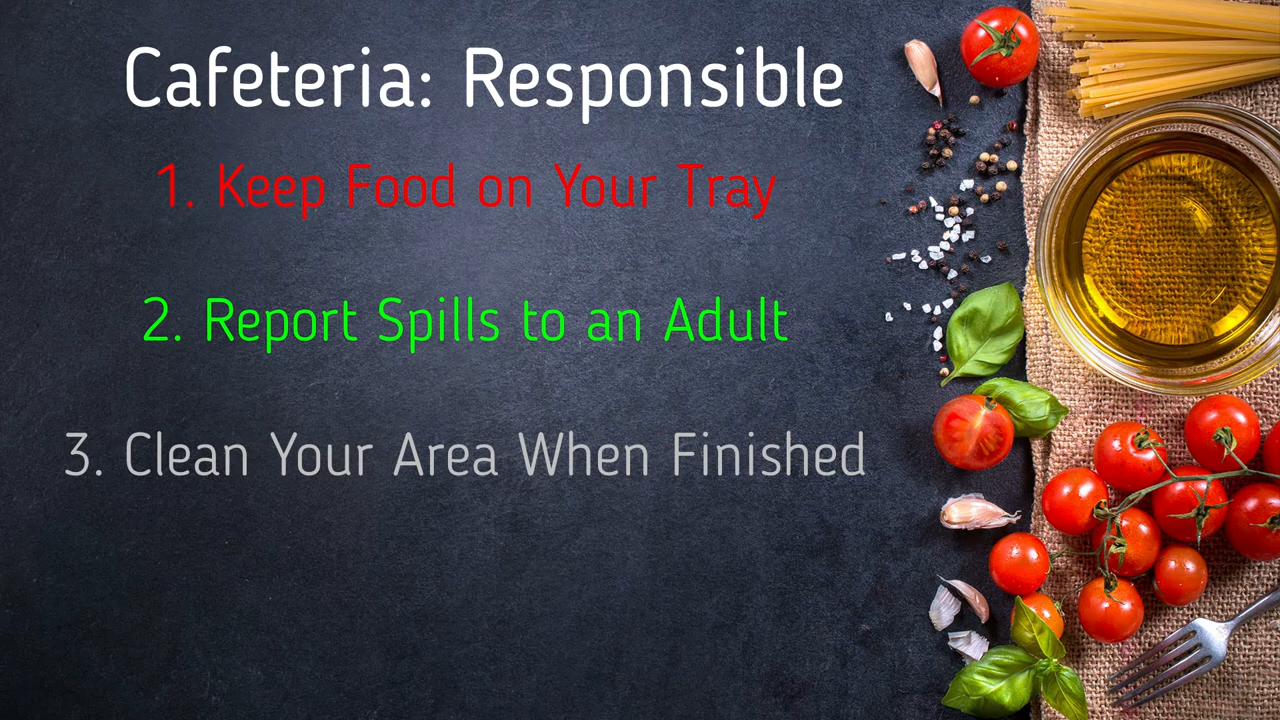 Cafeteria: Responsible
1. Keep Food on Your Tray
2. Report Spills to an Adult
3. Clean Your Area When Finished